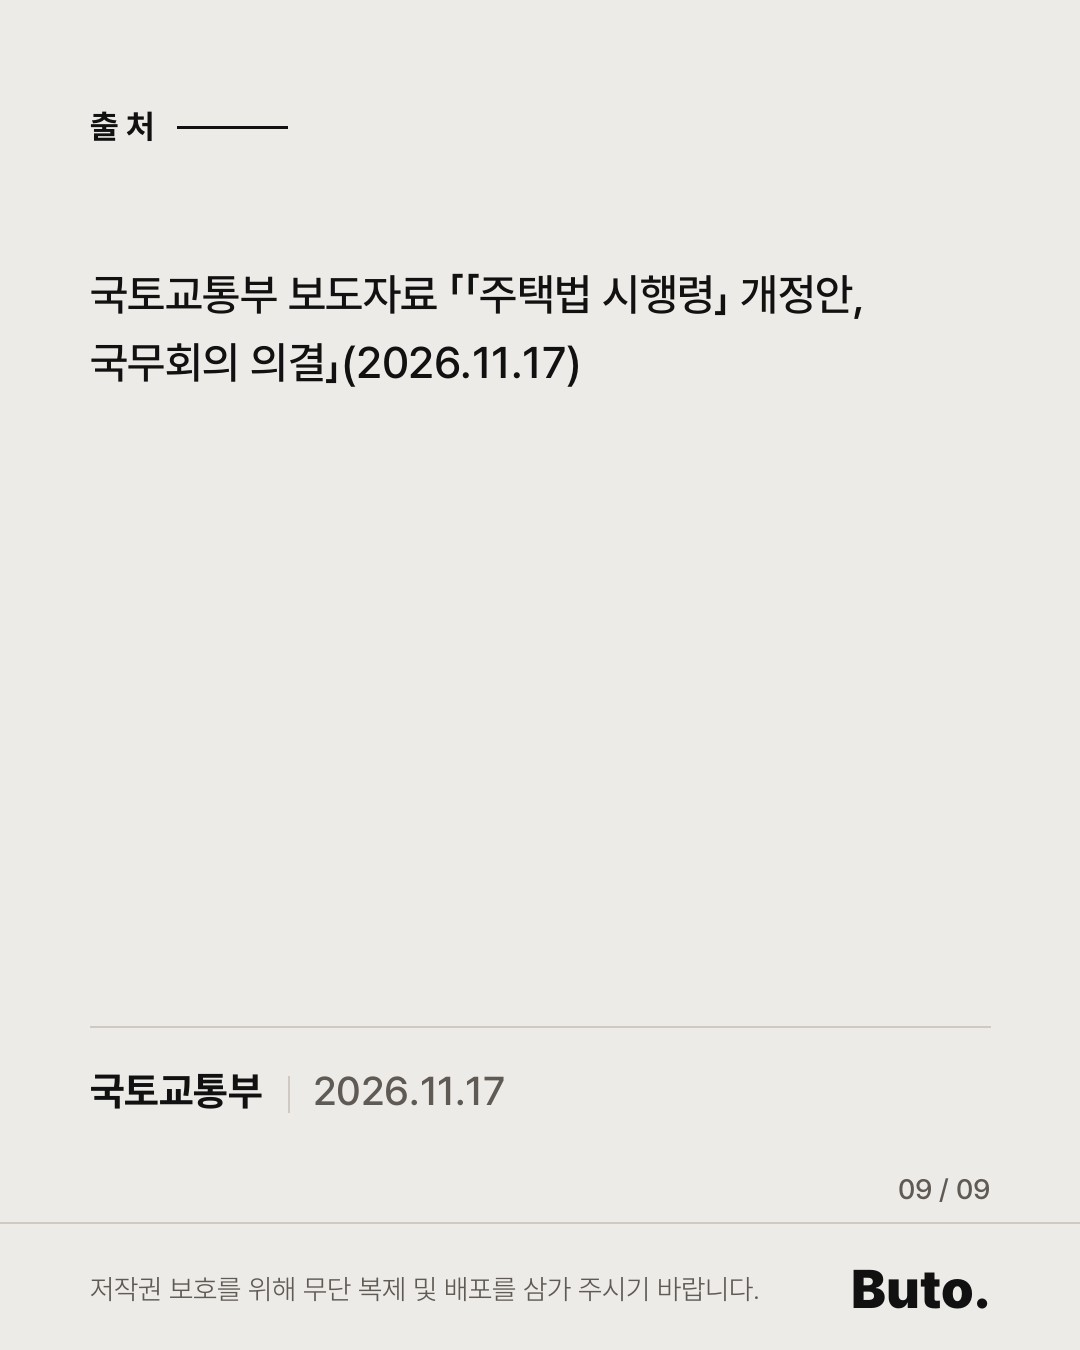 출처
국토교통부 보도자료 「「주택법 시행령」 개정안,
국무회의 의결」(2026.11.17)
국토교통부 | 2026.11.17
09 / 09
저작권 보호를 위해 무단 복제 및 배포를 삼가 주시기 바랍니다.
Buto.